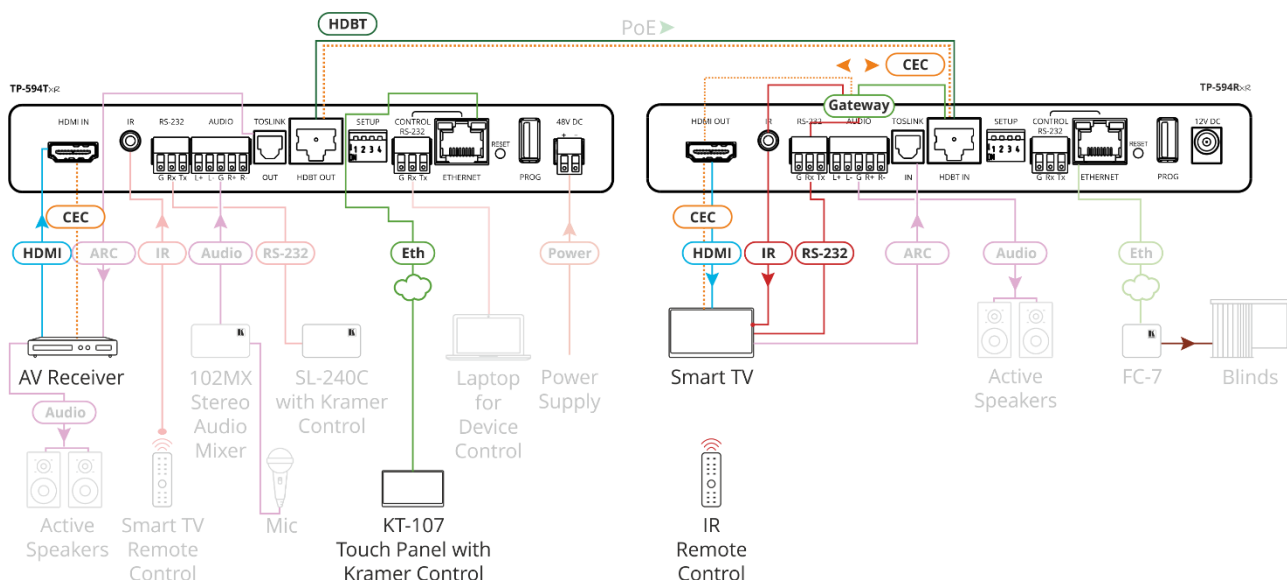 HDBT
PoE
CEC
TP-594Txr
TP-594Rxr
HDMI IN
IR
RS-232
AUDIO
TOSLINK
SETUP
CONTROL
RS-232
48V DC
+ -
1 2 3 4
RESET
G Rx Tx
L+ L G R+ R
OUT
HDBT OUT
G Rx Tx
ETHERNET
PROG
Gateway
HDMI OUT
IR
RS-232
AUDIO
TOSLINK
SETUP
CONTROL
RS-232
12V DC
1 2 3 4
RESET
G Rx Tx
L+ L- G R+ R-
IN
HDBT IN
G Rx Tx
ETHERNET
PROG
CEC
HDMI
ARC
IR
Audio
RS-232
Eth
Power
CEC
HDMI
IR
RS-232
ARC
Audio
Eth
AV Receiver
102MX
Stereo
Audio
Mixer
SL-240C
with Kramer
Control
Laptop
for
Device
Control
Power
Supply
Smart TV
Active
Speakers
FC-7
Blinds
Audio
Active
Speakers
Smart TV
Remote
Control
Mic
KT-107
Touch Panel with
Kramer Control
IR
Remote
Control